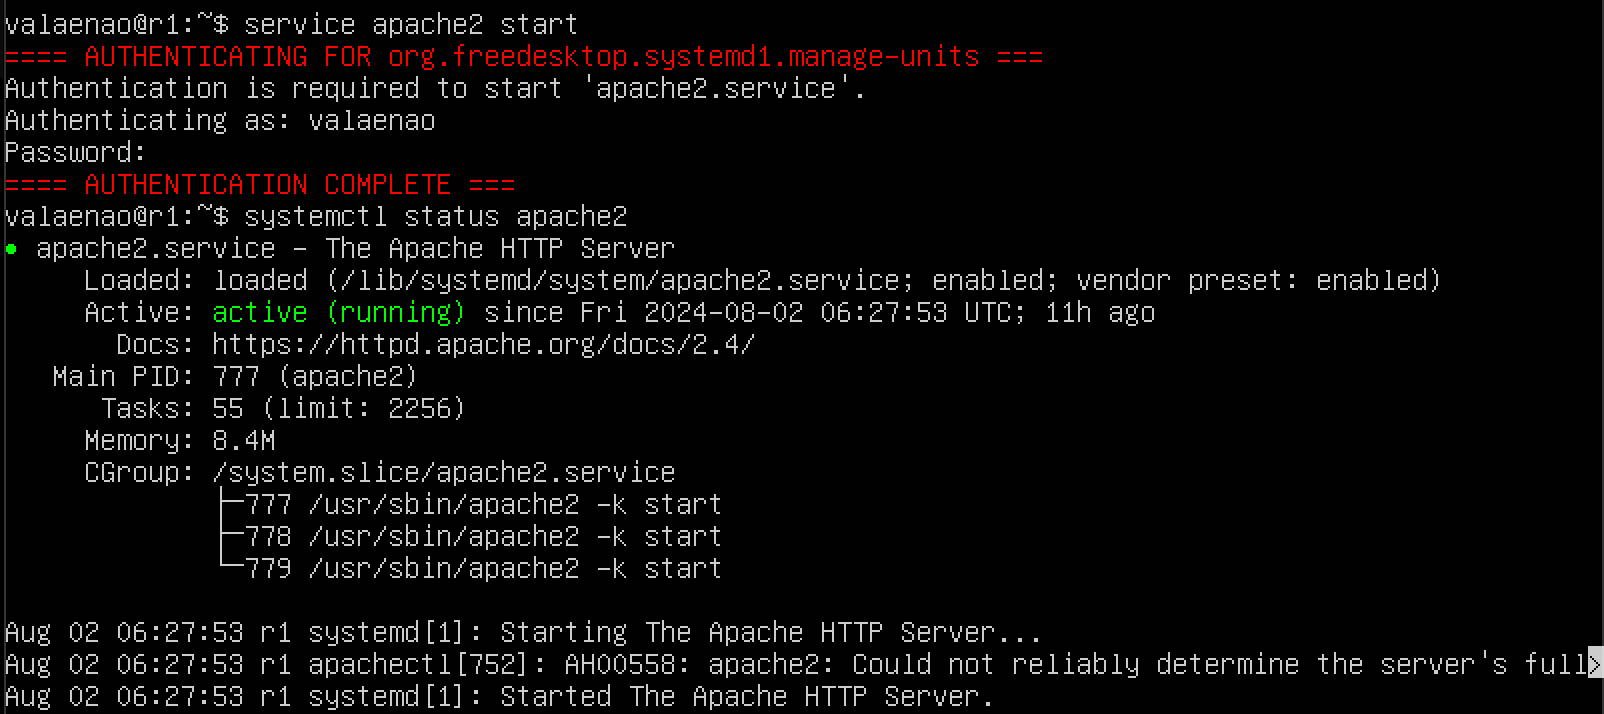 valaenao@r1:~$ service apache2 start
==== AUTHENTICATING FOR org.freedesktop.systemd1.manage-units ===
Authentication is required to start 'apache2.service'.
Authenticating as: valaenao
Password:
==== AUTHENTICATION COMPLETE ===
valaenao@r1:~$ systemctl status apache2
● apache2.service - The Apache HTTP Server
     Loaded: loaded (/lib/systemd/system/apache2.service; enabled; vendor preset: enabled)
     Active: active (running) since Fri 2024-08-02 06:27:53 UTC; 11h ago
       Docs: https://httpd.apache.org/docs/2.4/
   Main PID: 777 (apache2)
      Tasks: 55 (limit: 2256)
     Memory: 8.4M
     CGroup: /system.slice/apache2.service
             ├─777 /usr/sbin/apache2 -k start
             ├─778 /usr/sbin/apache2 -k start
             └─779 /usr/sbin/apache2 -k start
Aug 02 06:27:53 r1 systemd[1]: Starting The Apache HTTP Server...
Aug 02 06:27:53 r1 apachectl[752]: AH00558: apache2: Could not reliably determine the server's full>
Aug 02 06:27:53 r1 systemd[1]: Started The Apache HTTP Server.